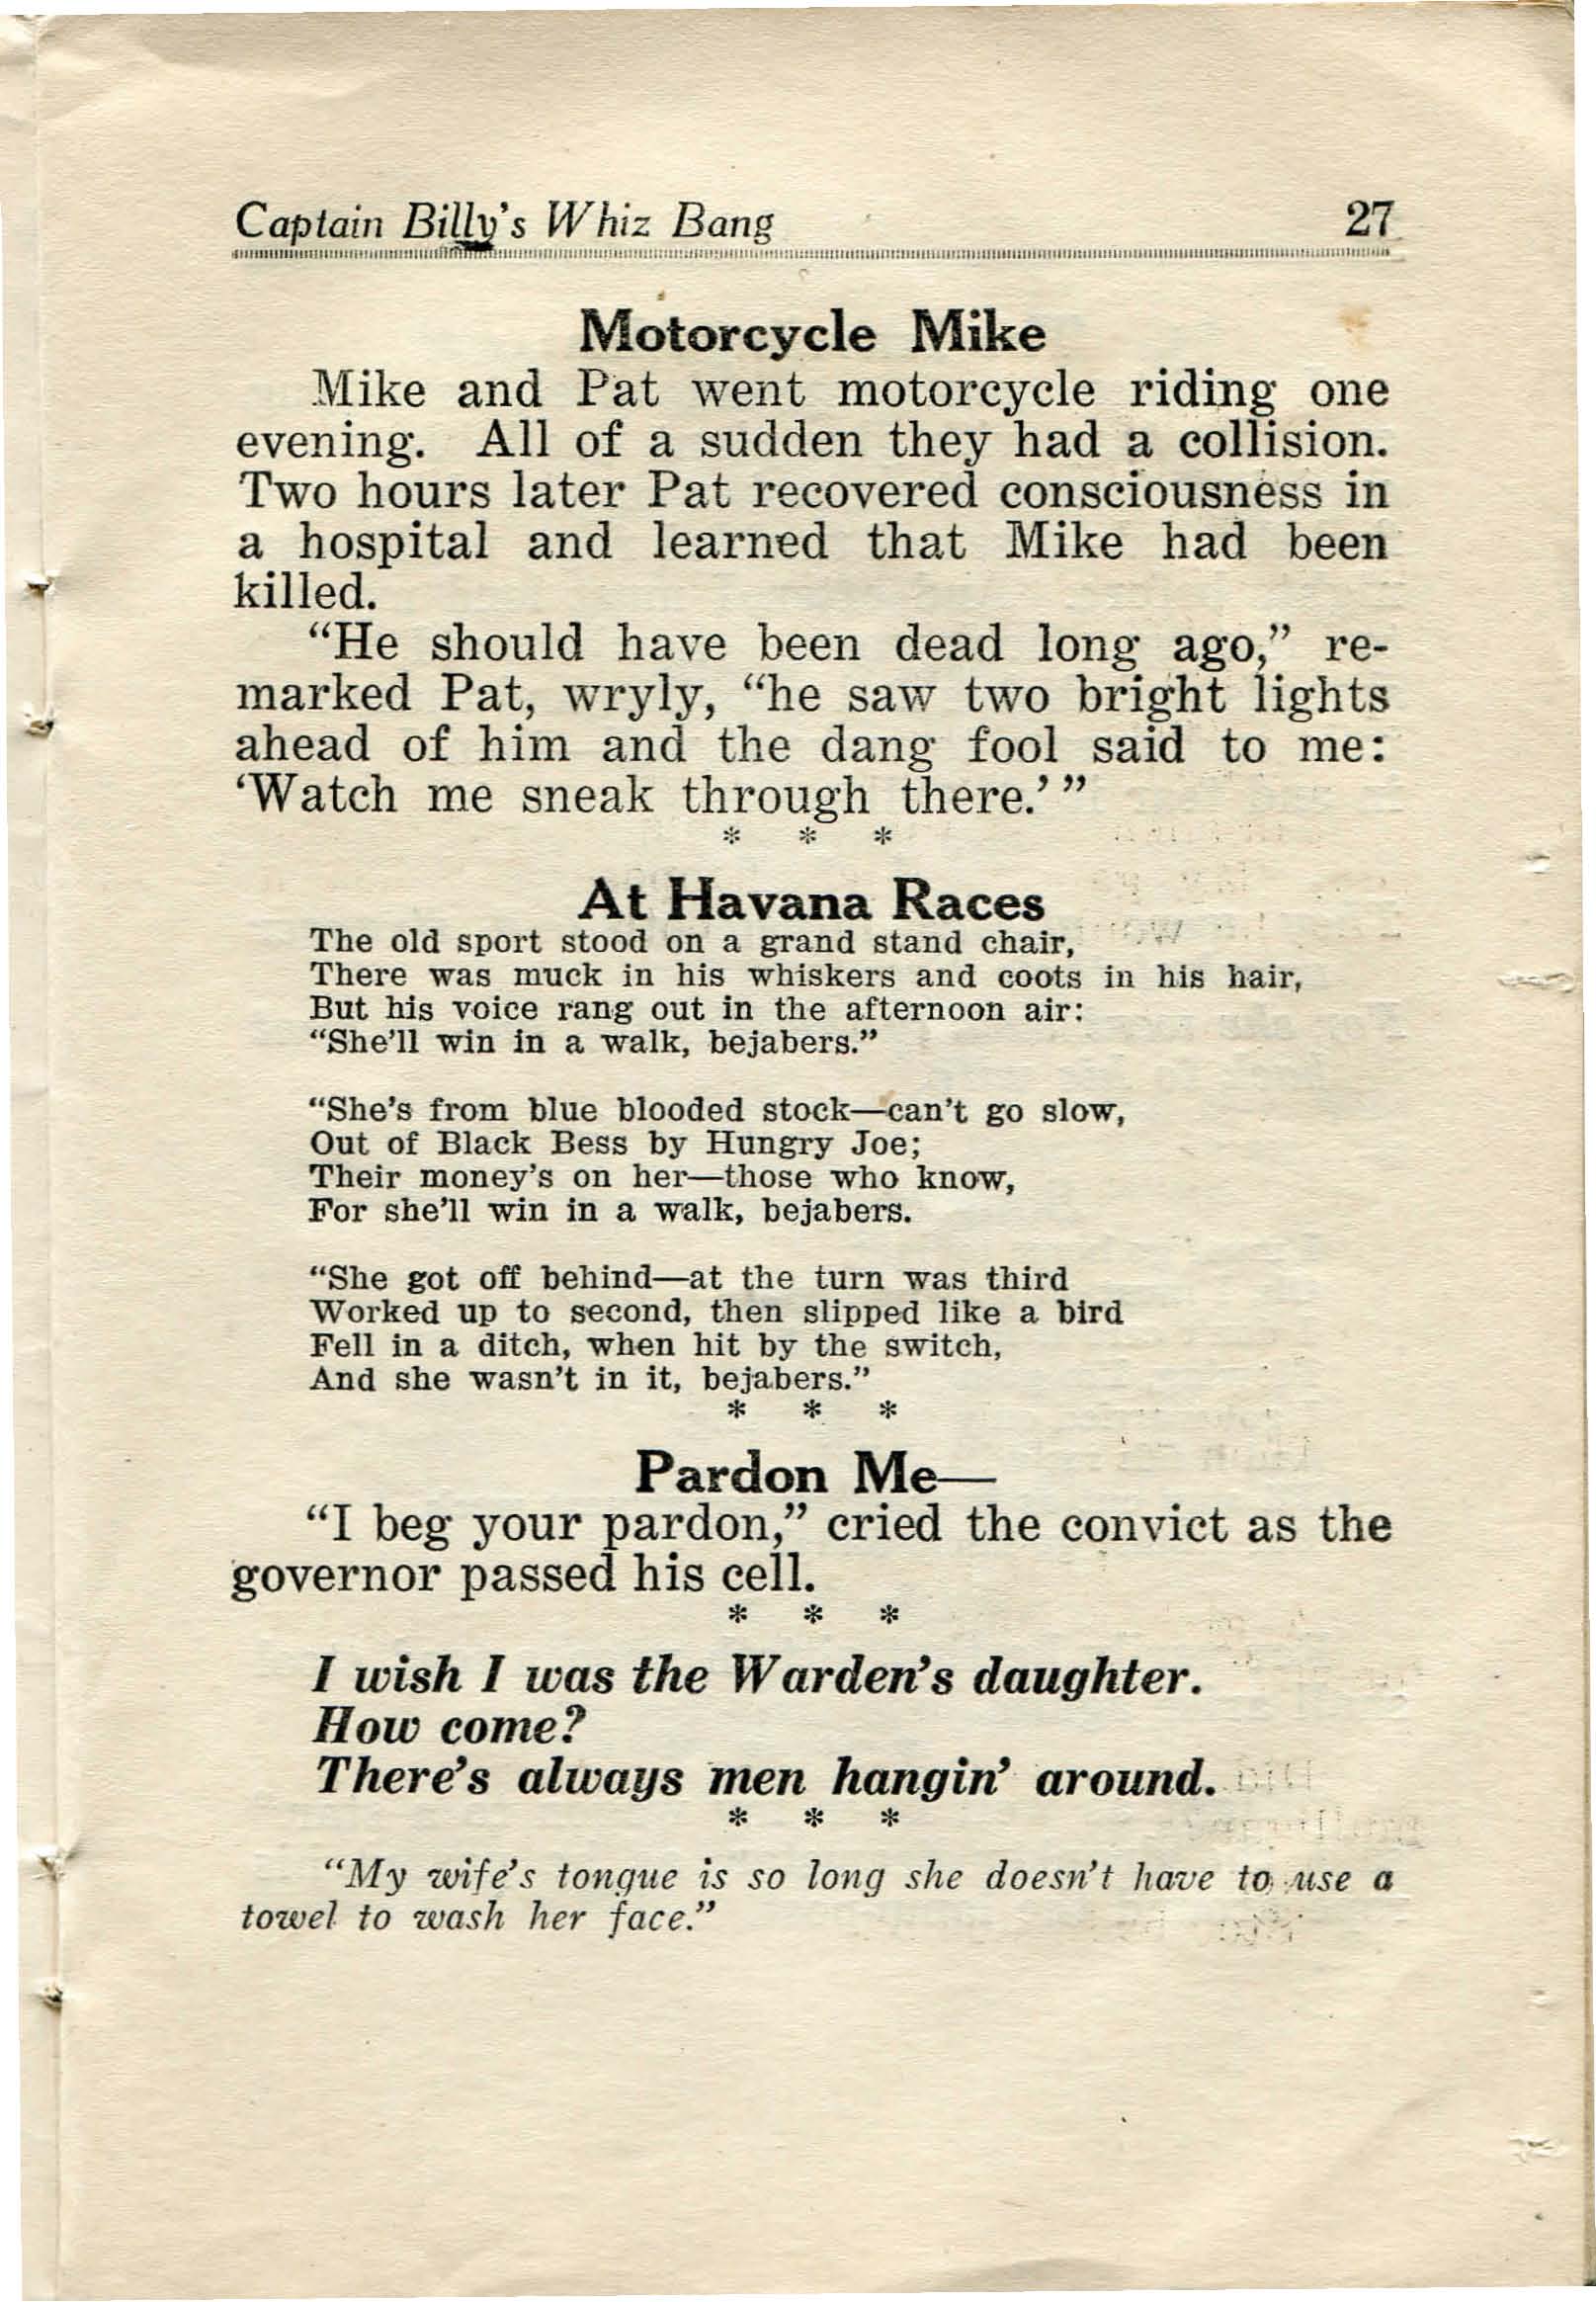 Captain Billy's Whiz Bang 27
Motorcycle Mike
Mike and Pat went motorcycle riding one
evening. All of a sudden they had a collision.
Two hours later Pat recovered consciousness in
a hospital and learned that Mike had been
killed.
“He should have been dead long ago,” re-
marked Pat, wryly, “he saw two bright lights
ahead of him and the dang fool said to me:
‘Watch me sneak through there.’”
* * *
At Havana Races
The old sport stood on a grand stand chair,
There was muck in his whiskers and coots in his hair,
But his voice rang out in the afternoon air:
“She'll win in a walk, bejabers.”
“She's from blue blooded stock—can't go slow,
Out of Black Bess by Hungry Joe;
Their money's on her—those who know,
For she'll win in a walk, bejabers.
“She got off behind—at the turn was third
Worked up to second, then slipped like a bird
Fell in a ditch, when hit by the switch,
And she wasn't in it, bejabers.”
* * *
Pardon Me—
“I beg your pardon,” cried the convict as the
governor passed his cell.
* * *
I wish I was the Warden's daughter.
How come?
There's always men hangin' around.
* * *
“My wife's tongue is so long she doesn't have to use a
towel to wash her face.”